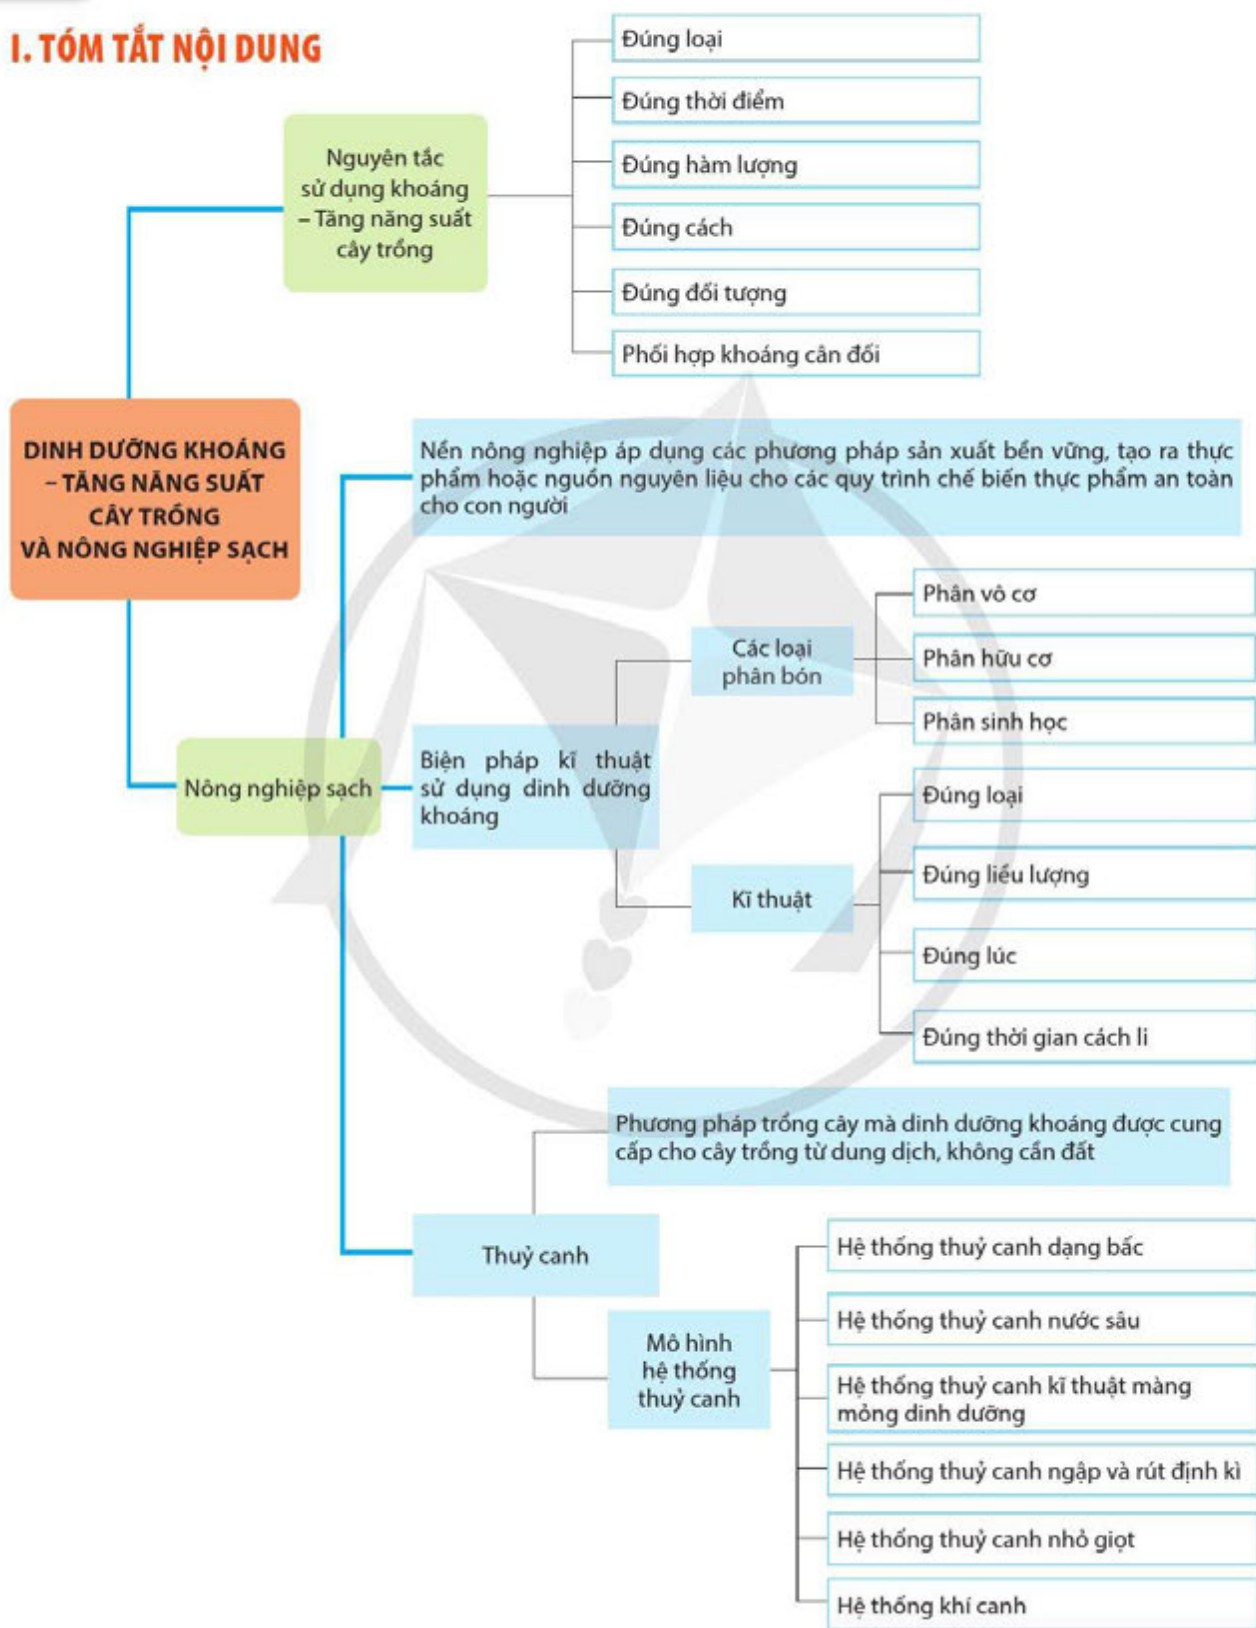 I. TÓM TẮT NỘI DUNG
Đúng loại
Đúng thời điểm
Đúng hàm lượng
Đúng cách
Đúng đối tượng
Phối hợp khoáng cân đối
Nguyên tắc
sử dụng khoáng
– Tăng năng suất
cây trồng
DINH DƯỠNG KHOÁNG
– TĂNG NĂNG SUẤT
CÂY TRỒNG
VÀ NÔNG NGHIỆP SẠCH
Nền nông nghiệp áp dụng các phương pháp sản xuất bền vững, tạo ra thực
phẩm hoặc nguồn nguyên liệu cho các quy trình chế biến thực phẩm an toàn
cho con người
Nông nghiệp sạch
Biện pháp kĩ thuật
sử dụng dinh dưỡng
khoáng
Các loại
phân bón
Phân vô cơ
Phân hữu cơ
Phân sinh học
Kĩ thuật
Đúng loại
Đúng liều lượng
Đúng lúc
Đúng thời gian cách li
Thuỷ canh
Phương pháp trồng cây mà dinh dưỡng khoáng được cung
cấp cho cây trồng từ dung dịch, không cần đất
Mô hình
hệ thống
thuỷ canh
Hệ thống thuỷ canh dạng bấc
Hệ thống thuỷ canh nước sâu
Hệ thống thuỷ canh kĩ thuật màng
mỏng dinh dưỡng
Hệ thống thuỷ canh ngập và rút định kì
Hệ thống thuỷ canh nhỏ giọt
Hệ thống khí canh